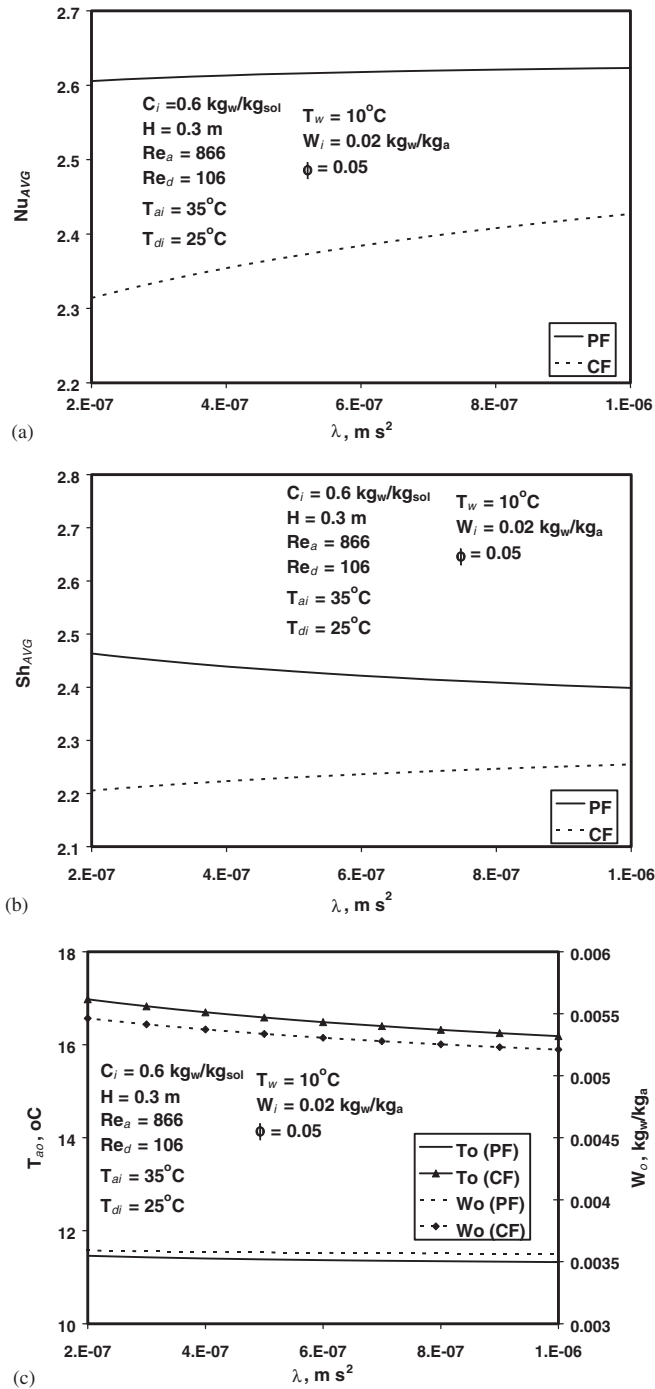 2.7
2.6
2.5
2.4
2.3
2.2
Nu_AVG
C_i =0.6 kg_w/kg_sol
H = 0.3 m
Re_a = 866
Re_d = 106
T_ai = 35°C
T_di = 25°C
T_w = 10°C
W_i = 0.02 kg_w/kg_a
ϕ = 0.05
PF
CF
2.E-07 4.E-07 6.E-07 8.E-07 1.E-06
(a)
λ , m s²
2.8
2.7
2.6
2.5
2.4
2.3
2.2
2.1
Sh_AVG
C_i = 0.6 kg_w/kg_sol
H = 0.3 m
Re_a = 866
Re_d = 106
T_ai = 35°C
T_di = 25°C
T_w = 10°C
W_i = 0.02 kg_w/kg_a
ϕ = 0.05
PF
CF
2.E-07 4.E-07 6.E-07 8.E-07 1.E-06
(b)
λ , m s²
18
16
14
12
10
T_ao, oC
C_i = 0.6 kg_w/kg_sol
H = 0.3 m
Re_a = 866
Re_d = 106
T_ai = 35°C
T_di = 25°C
T_w = 10°C
W_i = 0.02 kg_w/kg_a
ϕ = 0.05
To (PF)
To (CF)
Wo (PF)
Wo (CF)
0.006
0.0055
0.005
0.0045
0.004
0.0035
0.003
W_o, kg_w/kg_a
2.E-07 4.E-07 6.E-07 8.E-07 1.E-06
(c)
λ , m s²